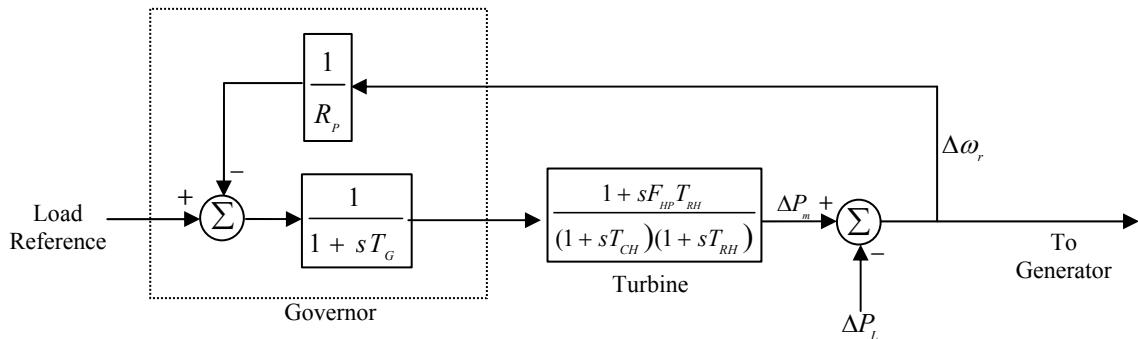 1
R_P
Δω_r
−
+
Load
Reference
Σ
1
1 + sT_G
1 + sF_HP T_RH
(1 + sT_CH)(1 + sT_RH)
ΔP_m
+
Σ
−
To
Generator
Turbine
Governor
ΔP_L